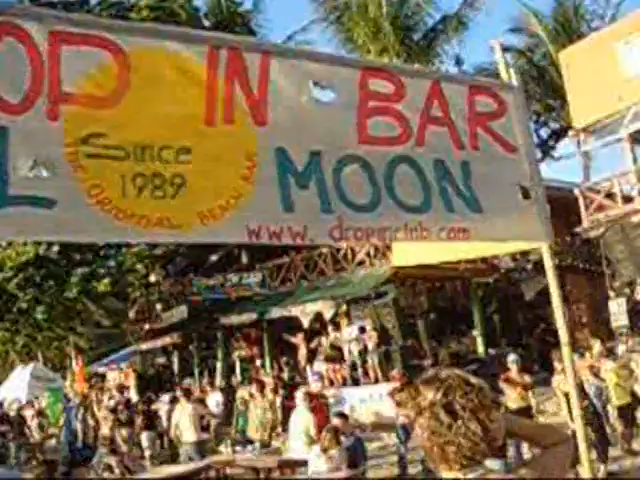 OP IN BAR
L MOON
Since
1989
THE ORIGINAL BEACH BAR
www.dropinclub.com